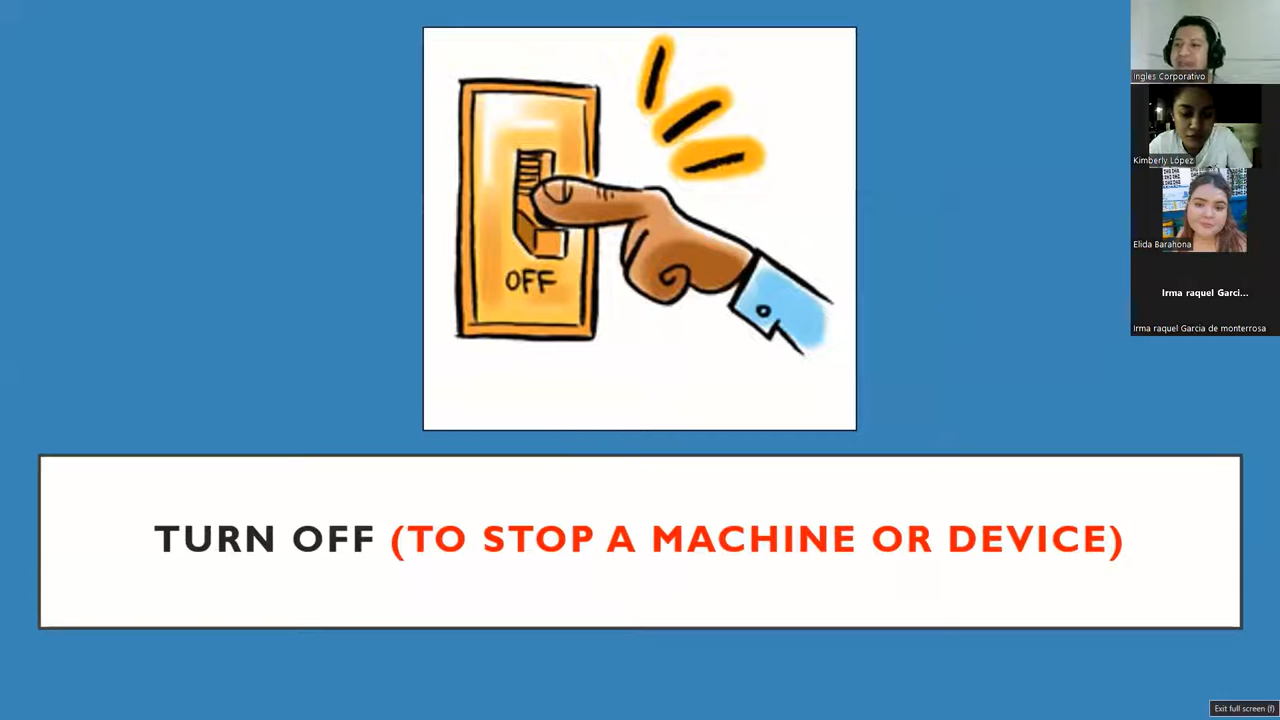 OFF
TURN OFF (TO STOP A MACHINE OR DEVICE)
Ingles Corporativo
Kimberly López
Elida Barahona
Irma raquel Garci...
Irma raquel Garcia de monterrosa
Exit full screen (f)